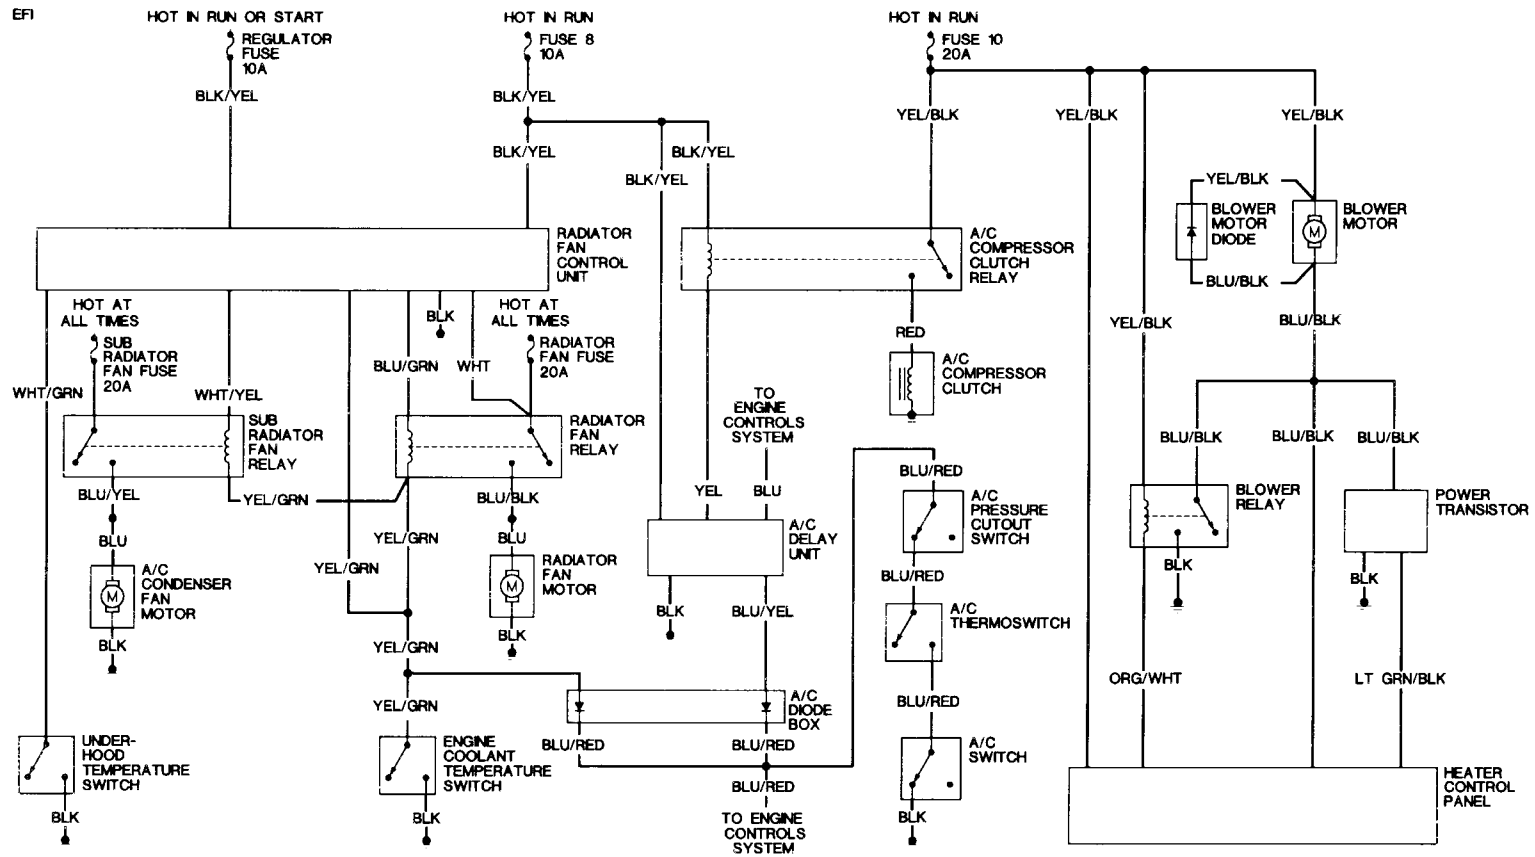 EFI
HOT IN RUN OR START
REGULATOR
FUSE
10A
HOT IN RUN
FUSE 8
10A
HOT IN RUN
FUSE 10
20A
BLK/YEL
BLK/YEL
YEL/BLK
YEL/BLK
YEL/BLK
BLK/YEL
BLK/YEL
BLK/YEL
YEL/BLK
BLOWER
MOTOR
DIODE
M
BLOWER
MOTOR
BLU/BLK
RADIATOR
FAN
CONTROL
UNIT
A/C
COMPRESSOR
CLUTCH
RELAY
HOT AT
ALL TIMES
SUB
RADIATOR
FAN FUSE
20A
BLK
HOT AT
ALL TIMES
RADIATOR
FAN FUSE
20A
RED
YEL/BLK
BLU/BLK
WHT/GRN
WHT/YEL
BLU/GRN
WHT
A/C
COMPRESSOR
CLUTCH
TO
ENGINE
CONTROLS
SYSTEM
SUB
RADIATOR
FAN
RELAY
RADIATOR
FAN
RELAY
BLU/BLK
BLU/BLK
BLU/BLK
BLU/YEL
YEL/GRN
BLU/BLK
YEL
BLU
BLU/RED
A/C
PRESSURE
CUTOUT
SWITCH
BLOWER
RELAY
POWER
TRANSISTOR
BLU
YEL/GRN
BLU
A/C
DELAY
UNIT
A/C
CONDENSER
FAN
MOTOR
M
YEL/GRN
M
RADIATOR
FAN
MOTOR
BLU/RED
BLK
BLK
BLK
YEL/GRN
BLK
BLK
BLU/YEL
A/C
THERMOSWITCH
YEL/GRN
A/C
DIODE
BOX
BLU/RED
ORG/WHT
LT GRN/BLK
UNDER-
HOOD
TEMPERATURE
SWITCH
ENGINE
COOLANT
TEMPERATURE
SWITCH
BLU/RED
BLU/RED
A/C
SWITCH
BLU/RED
HEATER
CONTROL
PANEL
BLK
BLK
TO ENGINE
CONTROLS
SYSTEM
BLK